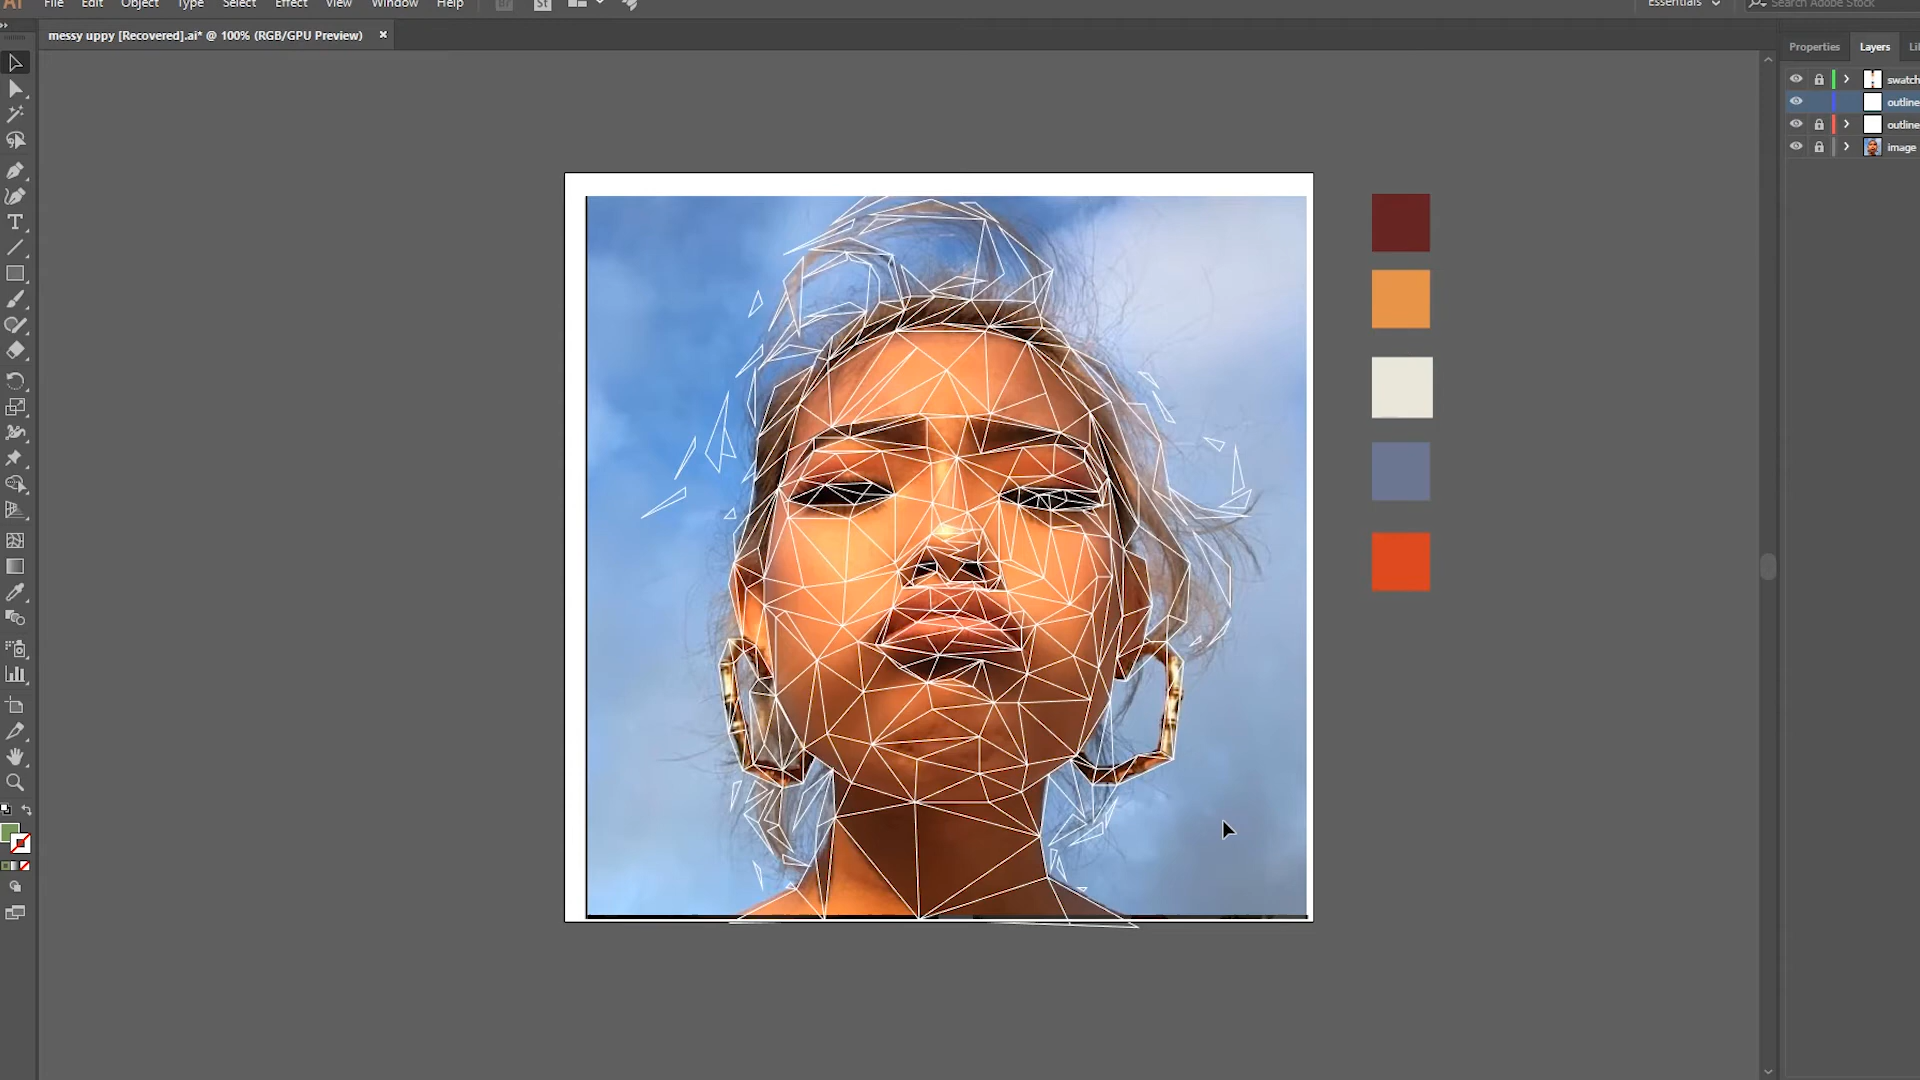 File Edit Object Type Select Effect View Window Help
St
Essentials
Search Adobe Stock
messy uppy [Recovered].ai* @ 100% (RGB/GPU Preview) ×
Properties Layers Li
swatch
outline
outline
image